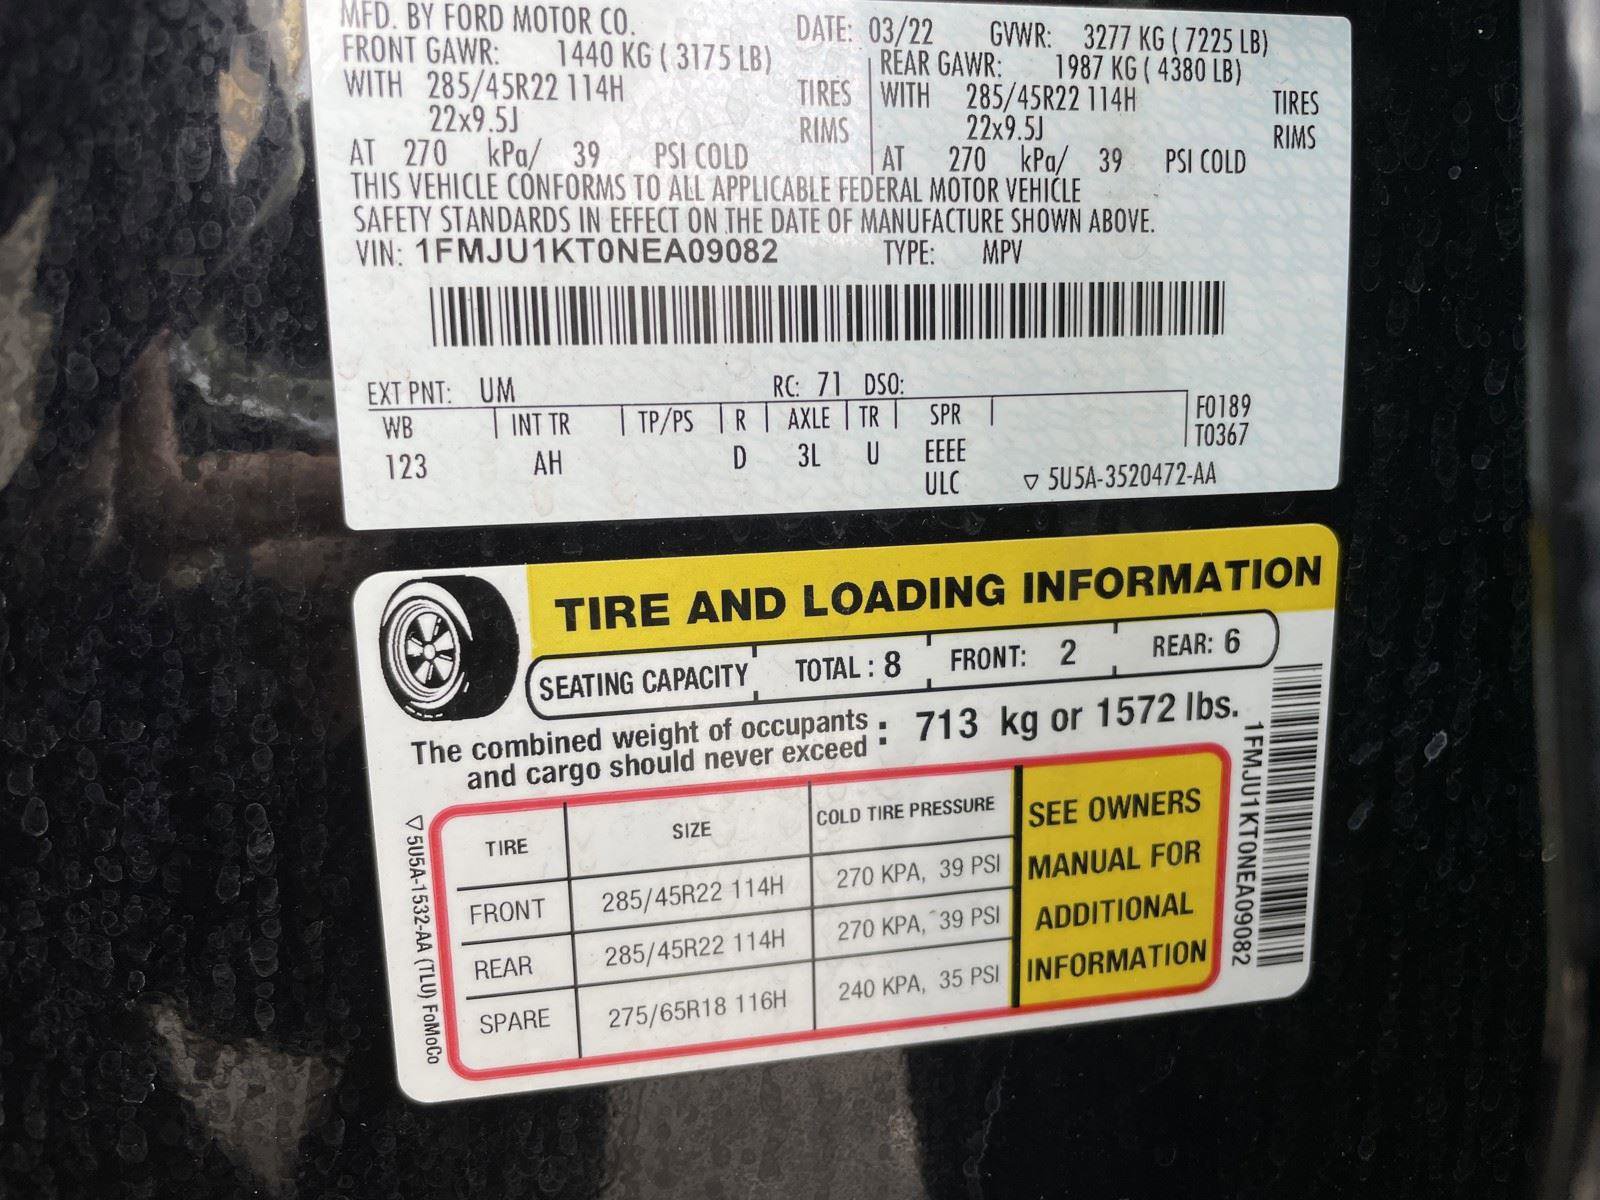 MFD. BY FORD MOTOR CO. DATE: 03/22 GVWR: 3277 KG ( 7225 LB)
FRONT GAWR: 1440 KG ( 3175 LB) REAR GAWR: 1987 KG ( 4380 LB)
WITH 285/45R22 114H TIRES WITH 285/45R22 114H TIRES
22x9.5J RIMS 22x9.5J RIMS
AT 270 kPa/ 39 PSI COLD AT 270 kPa/ 39 PSI COLD
THIS VEHICLE CONFORMS TO ALL APPLICABLE FEDERAL MOTOR VEHICLE
SAFETY STANDARDS IN EFFECT ON THE DATE OF MANUFACTURE SHOWN ABOVE.
VIN: 1FMJU1KT0NEA09082 TYPE: MPV
EXT PNT: UM RC: 71 DSO:
WB INT TR TP/PS R AXLE TR SPR F0189
T0367
123 AH D 3L U EEEE
ULC ▽ 5U5A-3520472-AA
TIRE AND LOADING INFORMATION
SEATING CAPACITY TOTAL : 8 FRONT: 2 REAR: 6
The combined weight of occupants
and cargo should never exceed : 713 kg or 1572 lbs.
TIRE SIZE COLD TIRE PRESSURE
FRONT 285/45R22 114H 270 KPA, 39 PSI
REAR 285/45R22 114H 270 KPA, 39 PSI
SPARE 275/65R18 116H 240 KPA, 35 PSI
SEE OWNERS
MANUAL FOR
ADDITIONAL
INFORMATION
1FMJU1KT0NEA09082
▽ 5U5A-1532-AA (TLU) FoMoCo